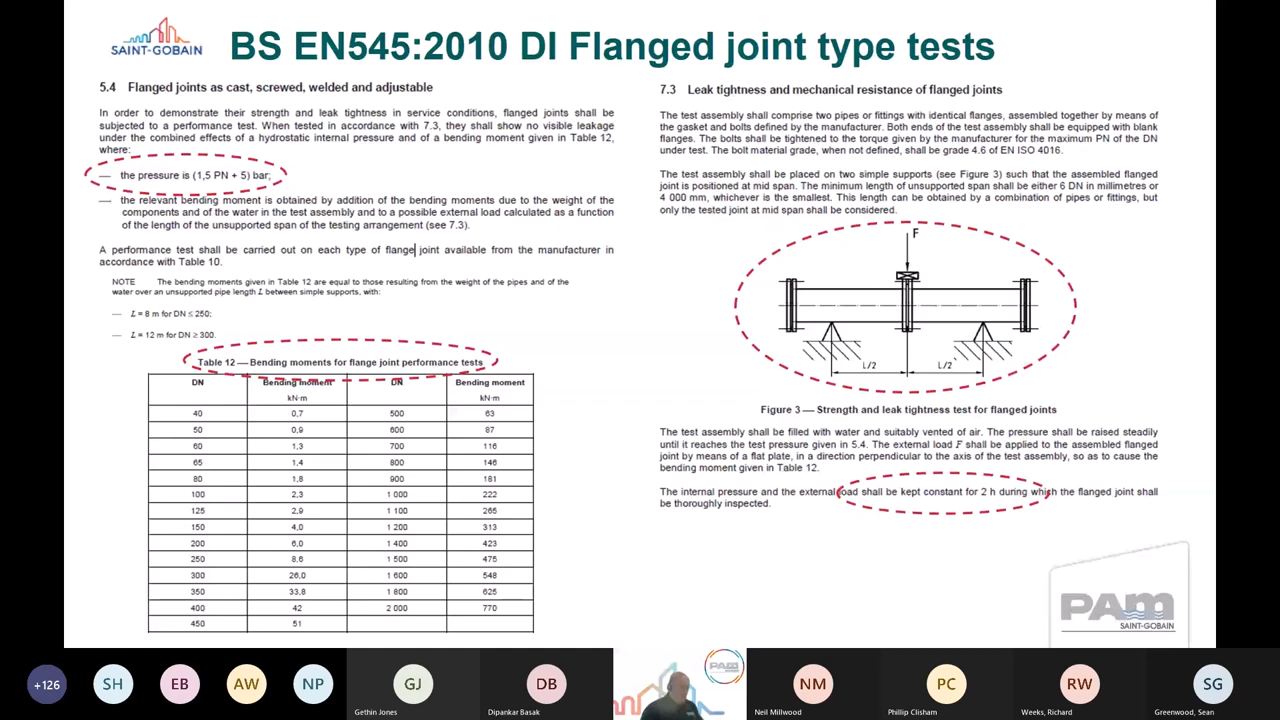 SAINT-GOBAIN
BS EN545:2010 DI Flanged joint type tests
5.4 Flanged joints as cast, screwed, welded and adjustable
In order to demonstrate their strength and leak tightness in service conditions, flanged joints shall be
subjected to a performance test. When tested in accordance with 7.3, they shall show no visible leakage
under the combined effects of a hydrostatic internal pressure and of a bending moment given in Table 12,
where:
— the pressure is (1,5 PN + 5) bar;
— the relevant bending moment is obtained by addition of the bending moments due to the weight of the
components and of the water in the test assembly and to a possible external load calculated as a function
of the length of the unsupported span of the testing arrangement (see 7.3).
A performance test shall be carried out on each type of flange joint available from the manufacturer in
accordance with Table 10.
NOTE The bending moments given in Table 12 are equal to those resulting from the weight of the pipes and of the
water over an unsupported pipe length L between simple supports, with:
— L = 8 m for DN ≤ 250;
— L = 12 m for DN ≥ 300.
Table 12 — Bending moments for flange joint performance tests
DN Bending moment DN Bending moment
kN·m kN·m
40 0,7 500 63
50 0,9 600 87
60 1,3 700 116
65 1,4 800 146
80 1,8 900 181
100 2,3 1 000 222
125 2,9 1 100 265
150 4,0 1 200 313
200 6,0 1 400 423
250 8,6 1 500 475
300 26,0 1 600 548
350 33,8 1 800 625
400 42 2 000 770
450 51
7.3 Leak tightness and mechanical resistance of flanged joints
The test assembly shall comprise two pipes or fittings with identical flanges, assembled together by means of
the gasket and bolts defined by the manufacturer. Both ends of the test assembly shall be equipped with blank
flanges. The bolts shall be tightened to the torque given by the manufacturer for the maximum PN of the DN
under test. The bolt material grade, when not defined, shall be grade 4.6 of EN ISO 4016.
The test assembly shall be placed on two simple supports (see Figure 3) such that the assembled flanged
joint is positioned at mid span. The minimum length of unsupported span shall be either 6 DN in millimetres or
4 000 mm, whichever is the smallest. This length can be obtained by a combination of pipes or fittings, but
only the tested joint at mid span shall be considered.
F
L/2 L/2
Figure 3 — Strength and leak tightness test for flanged joints
The test assembly shall be filled with water and suitably vented of air. The pressure shall be raised steadily
until it reaches the test pressure given in 5.4. The external load F shall be applied to the assembled flanged
joint by means of a flat plate, in a direction perpendicular to the axis of the test assembly, so as to cause the
bending moment given in Table 12.
The internal pressure and the external load shall be kept constant for 2 h during which the flanged joint shall
be thoroughly inspected.
PAM
SAINT-GOBAIN
+126 SH EB AW NP GJ DB PAM NM PC RW SG
Gethin Jones Dipankar Basak Neil Millwood Phillip Clisham Weeks, Richard Greenwood, Sean